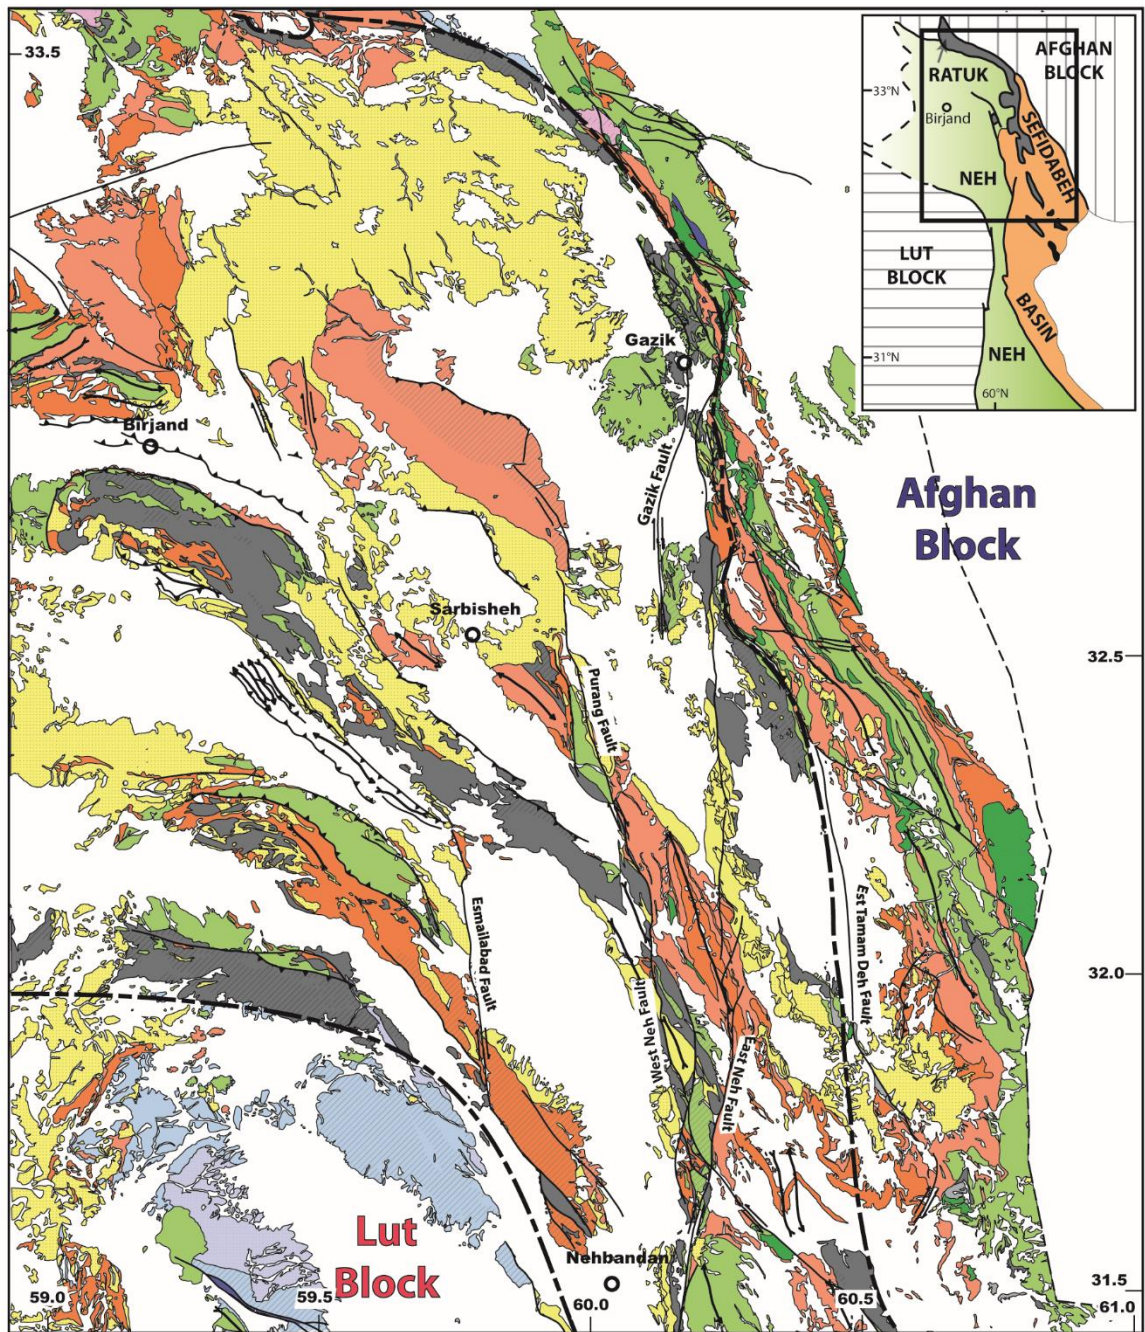 33.5
AFGHAN
BLOCK
RATUK
33°N
Birjand
SEFIDABEH
NEH
LUT
BLOCK
BASIN
31°N
NEH
60°N
Gazik
Birjand
Gazik Fault
Afghan
Block
Sarbisheh
32.5
Purang Fault
Esmailabad Fault
Est Tamam Deh Fault
32.0
West Neh Fault
East Neh Fault
Lut
Block
Nehbandan
31.5
59.0
59.5
60.0
60.5
61.0